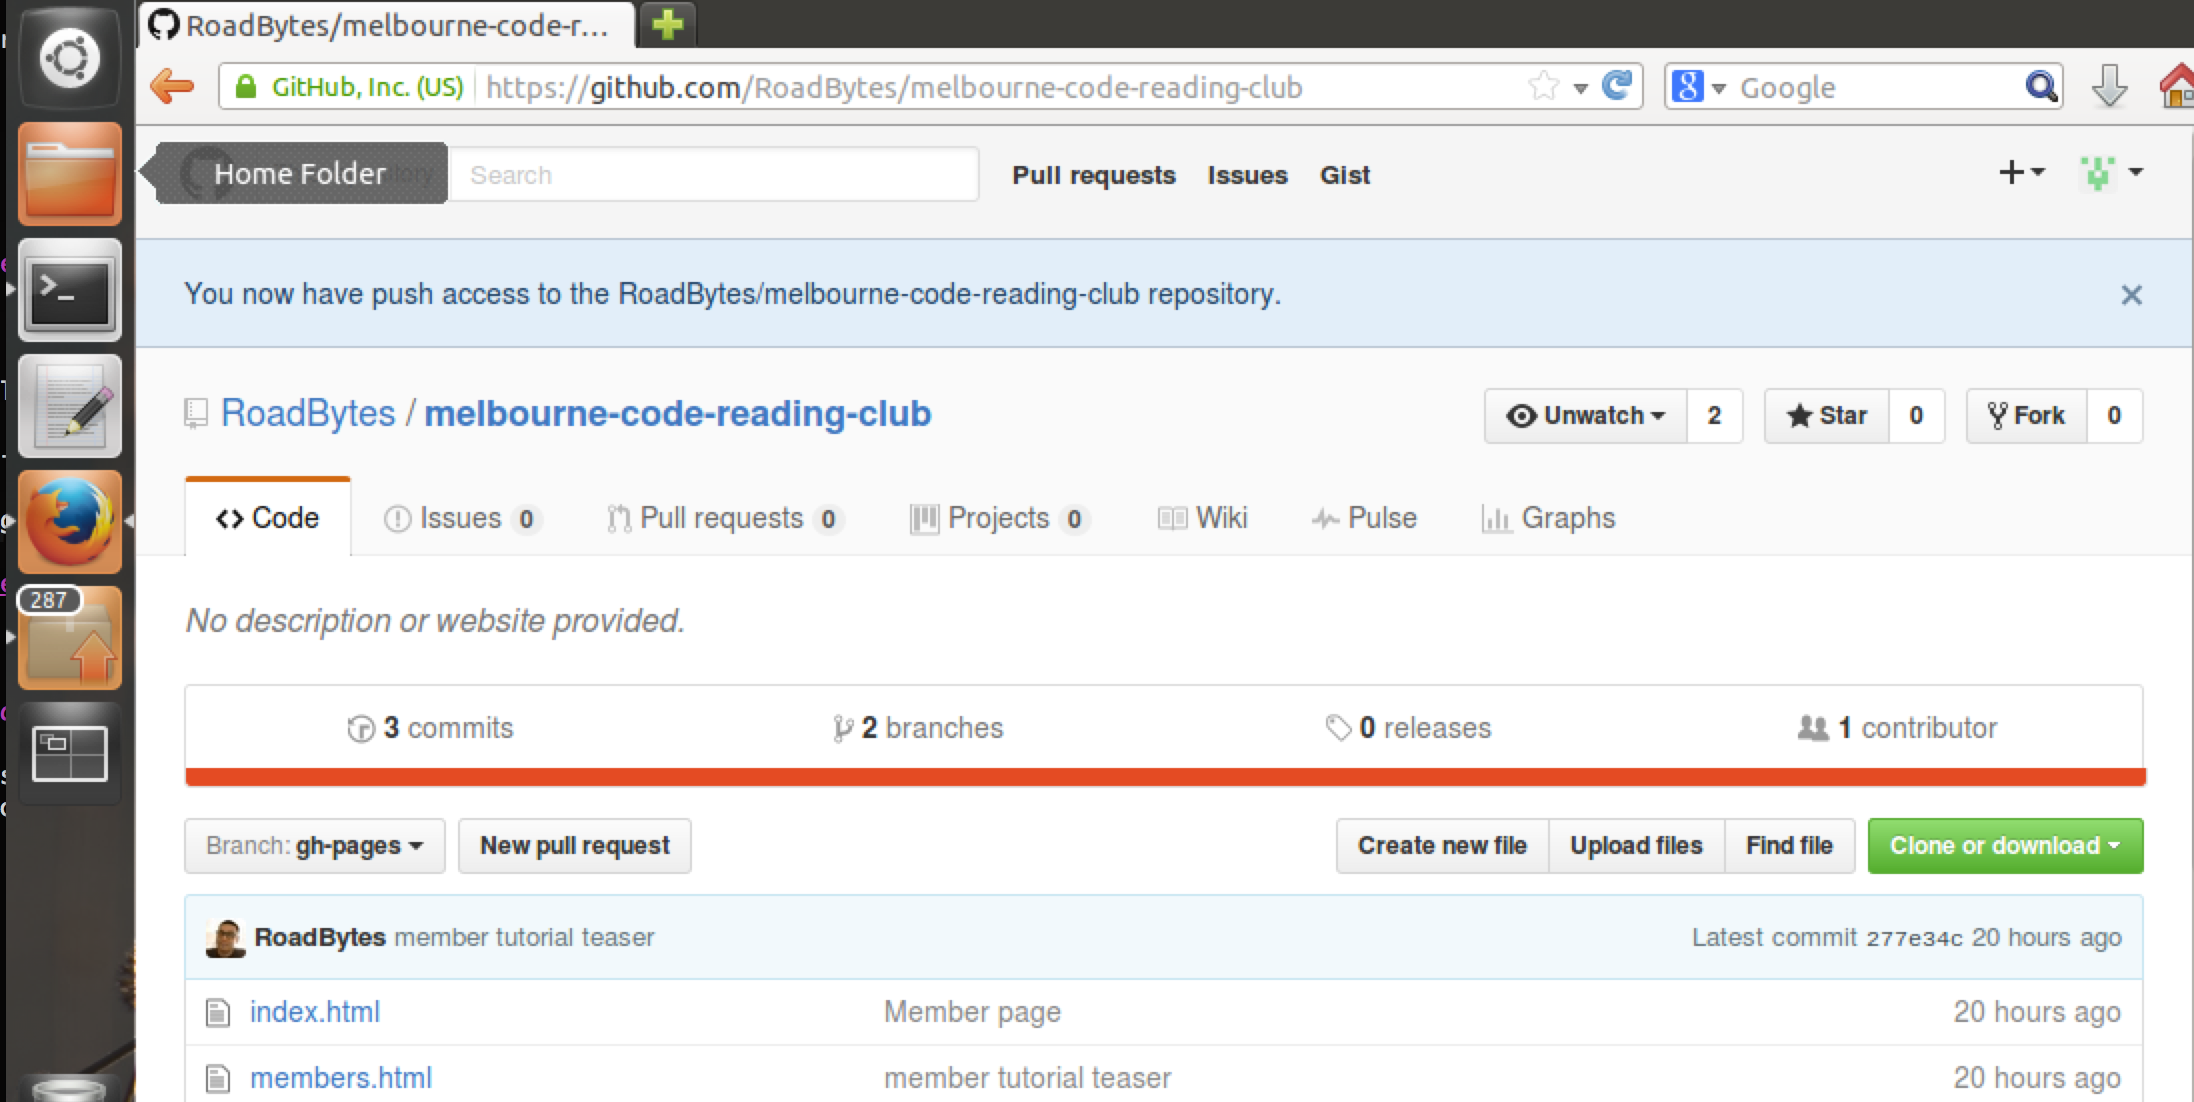 RoadBytes/melbourne-code-r...
GitHub, Inc. (US) https://github.com/RoadBytes/melbourne-code-reading-club Google
Home Folder Search Pull requests Issues Gist
You now have push access to the RoadBytes/melbourne-code-reading-club repository.
RoadBytes / melbourne-code-reading-club Unwatch 2 Star 0 Fork 0
Code Issues 0 Pull requests 0 Projects 0 Wiki Pulse Graphs
287
No description or website provided.
3 commits 2 branches 0 releases 1 contributor
Branch: gh-pages New pull request Create new file Upload files Find file Clone or download
RoadBytes member tutorial teaser Latest commit 277e34c 20 hours ago
index.html Member page 20 hours ago
members.html member tutorial teaser 20 hours ago